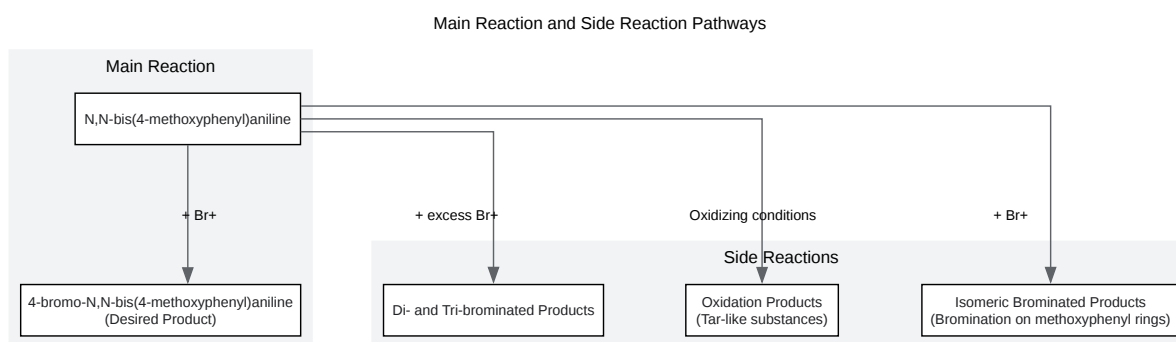 Main Reaction and Side Reaction Pathways
Main Reaction
N,N-bis(4-methoxyphenyl)aniline
+ Br+
+ excess Br+
Oxidizing conditions
+ Br+
Side Reactions
4-bromo-N,N-bis(4-methoxyphenyl)aniline
(Desired Product)
Di- and Tri-brominated Products
Oxidation Products
(Tar-like substances)
Isomeric Brominated Products
(Bromination on methoxyphenyl rings)